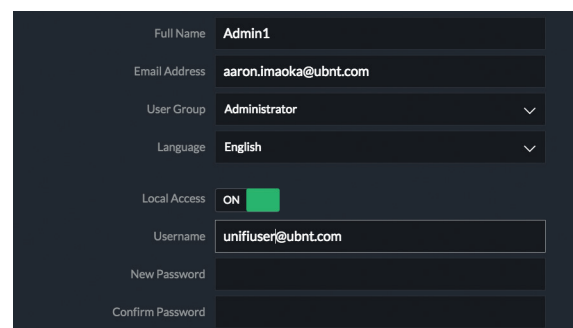 Full Name Admin1
Email Address aaron.imaoka@ubnt.com
User Group Administrator
Language English
Local Access ON
Username unifiuser@ubnt.com
New Password
Confirm Password